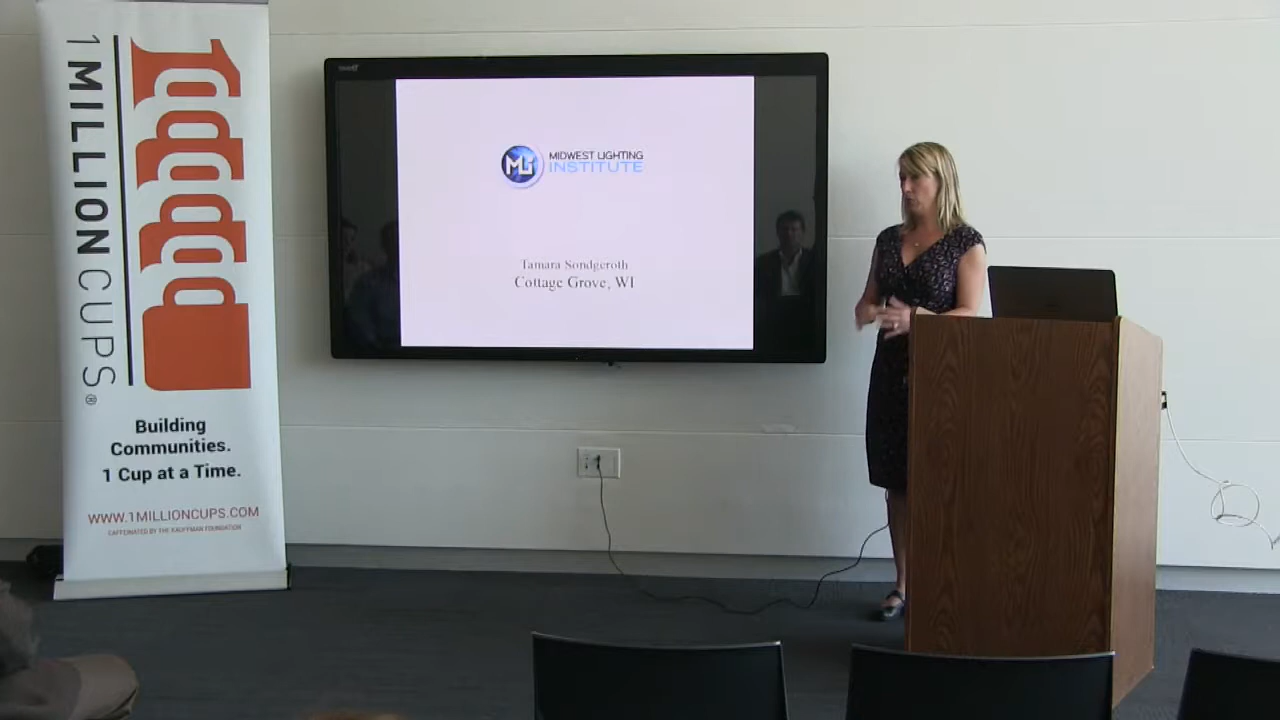 1 MILLION CUPS®
Building
Communities.
1 Cup at a Time.
WWW.1MILLIONCUPS.COM
CAFFEINATED BY THE KAUFFMAN FOUNDATION
MLi
MIDWEST LIGHTING
INSTITUTE
Tamara Sondgeroth
Cottage Grove, WI